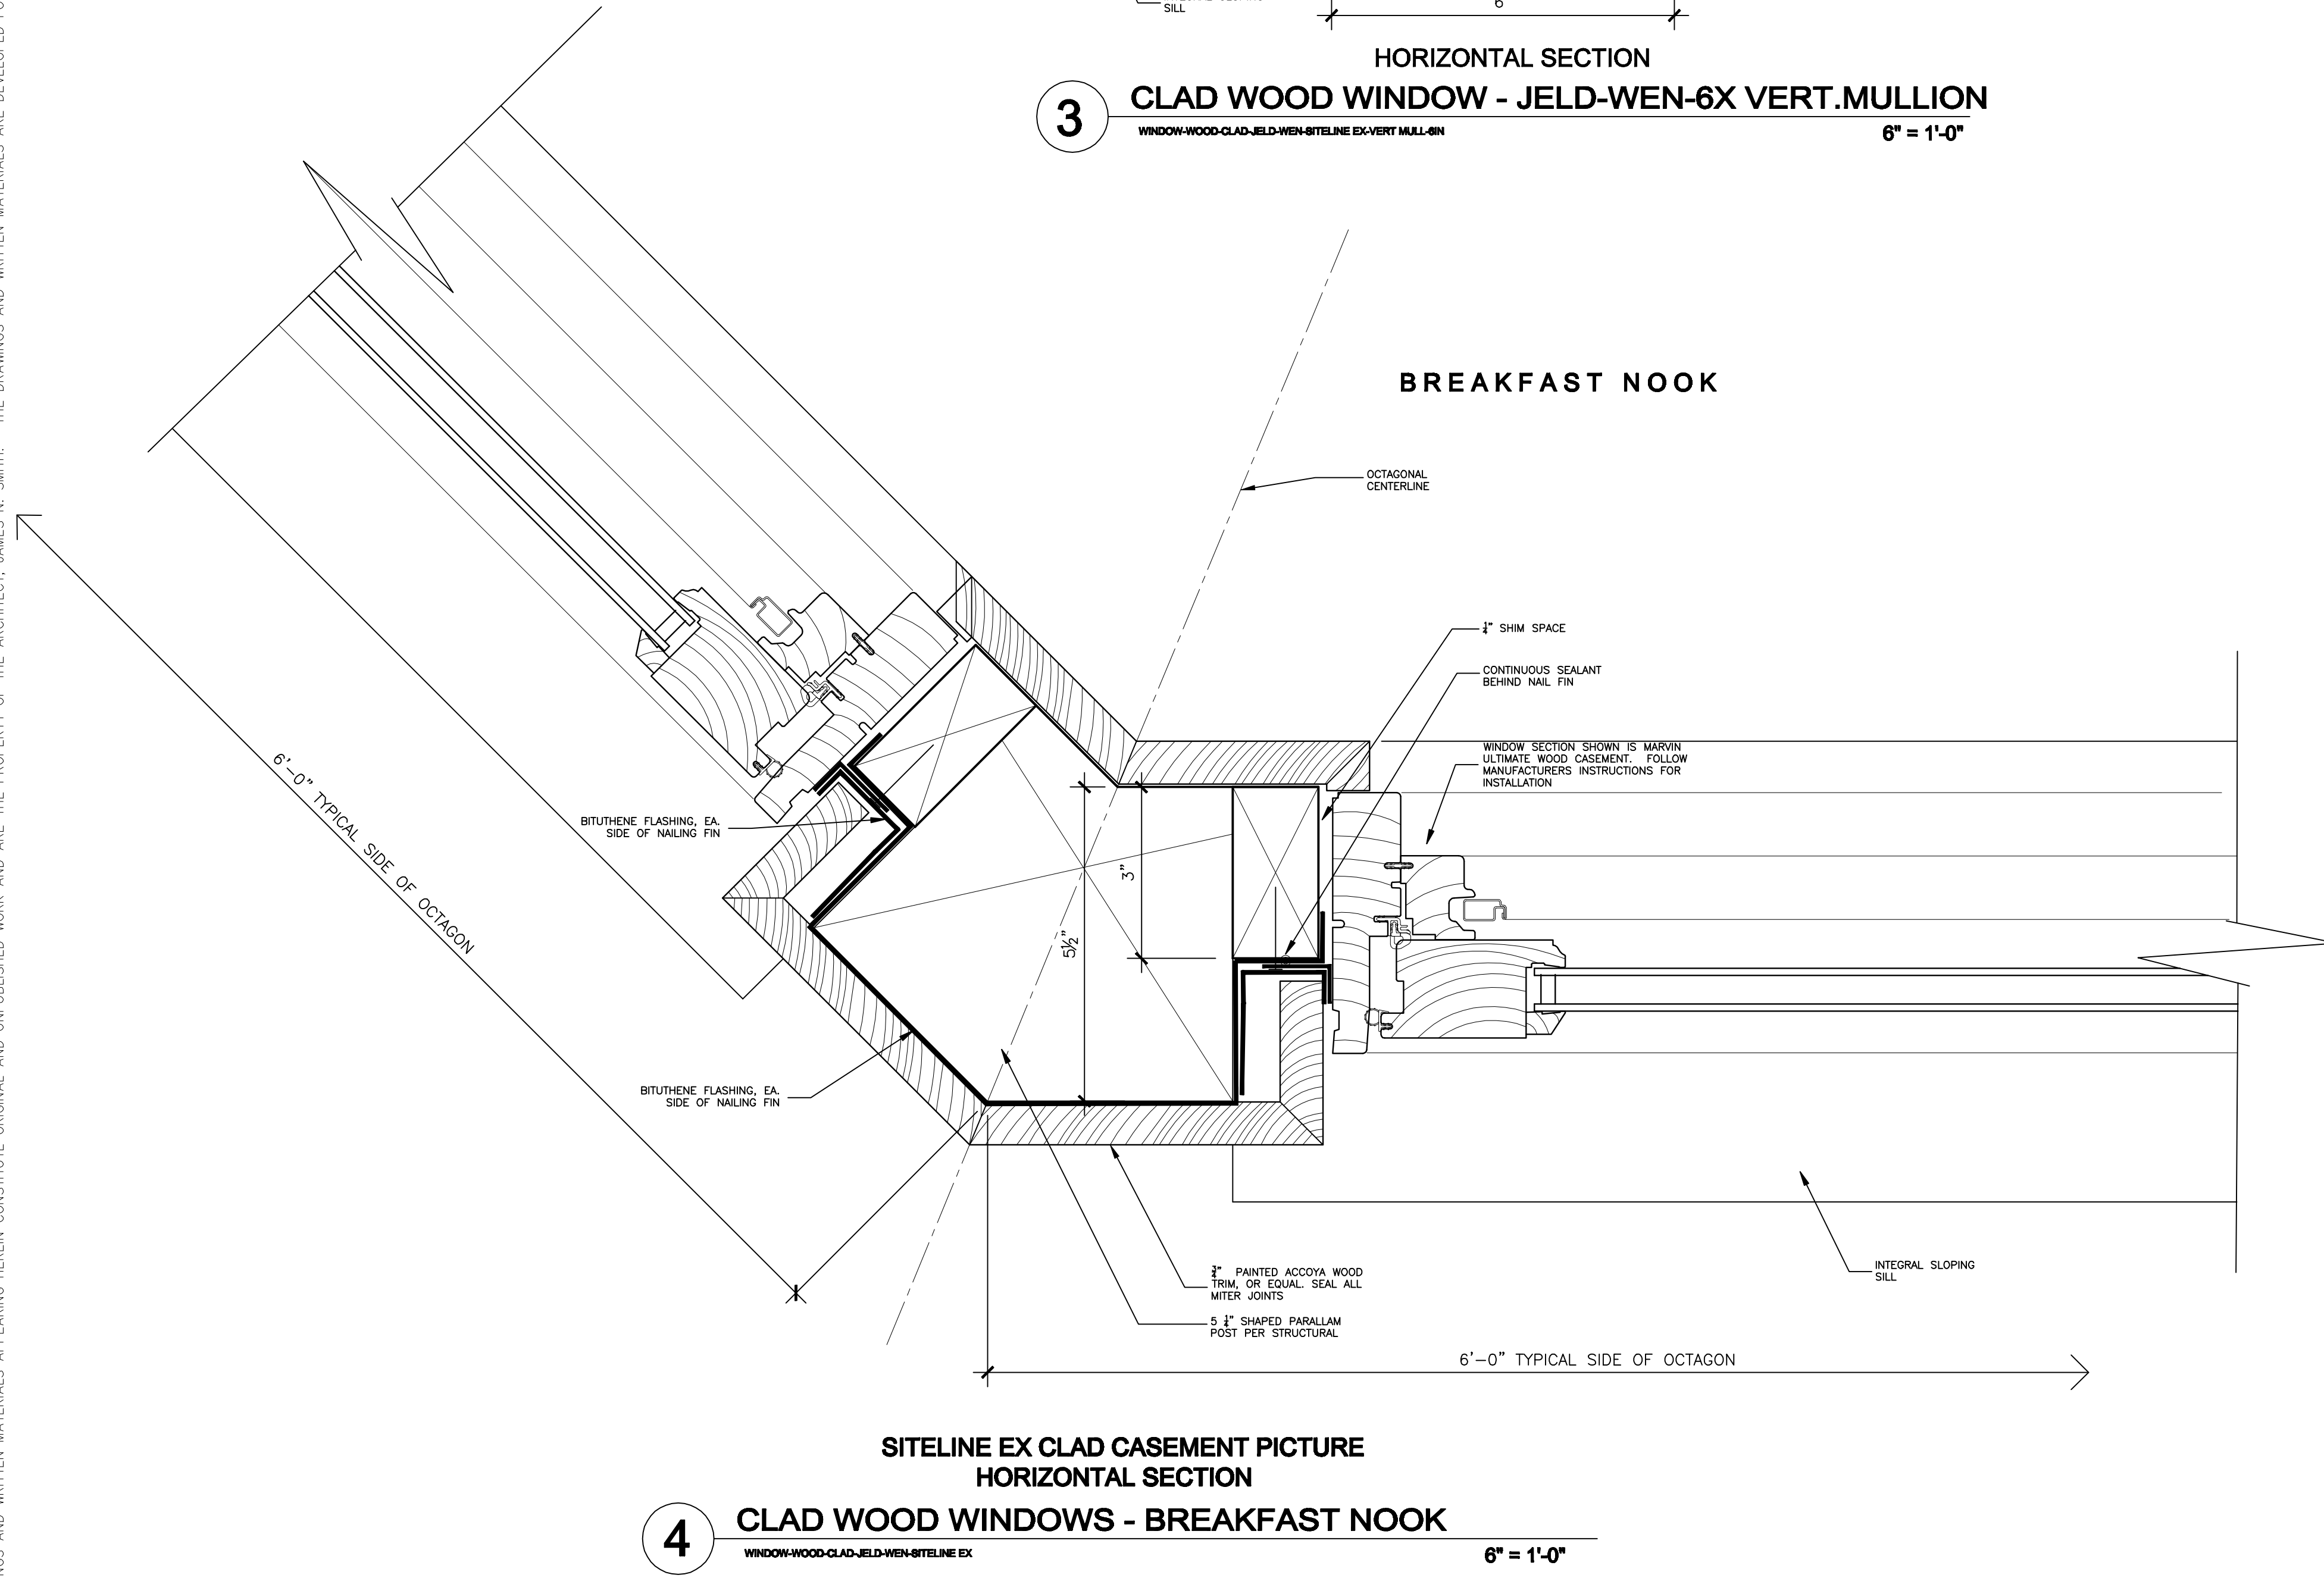 SILL
6
HORIZONTAL SECTION
3
CLAD WOOD WINDOW - JELD-WEN-6X VERT.MULLION
WINDOW-WOOD-CLAD-JELD-WEN-SITELINE EX-VERT MULL-6IN
6" = 1'-0"
BREAKFAST NOOK
OCTAGONAL
CENTERLINE
1/4" SHIM SPACE
CONTINUOUS SEALANT
BEHIND NAIL FIN
WINDOW SECTION SHOWN IS MARVIN
ULTIMATE WOOD CASEMENT. FOLLOW
MANUFACTURERS INSTRUCTIONS FOR
INSTALLATION
6'-0" TYPICAL SIDE OF OCTAGON
BITUTHENE FLASHING, EA.
SIDE OF NAILING FIN
3"
5½"
BITUTHENE FLASHING, EA.
SIDE OF NAILING FIN
3/4" PAINTED ACCOYA WOOD
TRIM, OR EQUAL. SEAL ALL
MITER JOINTS
5 1/4" SHAPED PARALLAM
POST PER STRUCTURAL
INTEGRAL SLOPING
SILL
6'-0" TYPICAL SIDE OF OCTAGON
SITELINE EX CLAD CASEMENT PICTURE
HORIZONTAL SECTION
4
CLAD WOOD WINDOWS - BREAKFAST NOOK
WINDOW-WOOD-CLAD-JELD-WEN-SITELINE EX
6" = 1'-0"